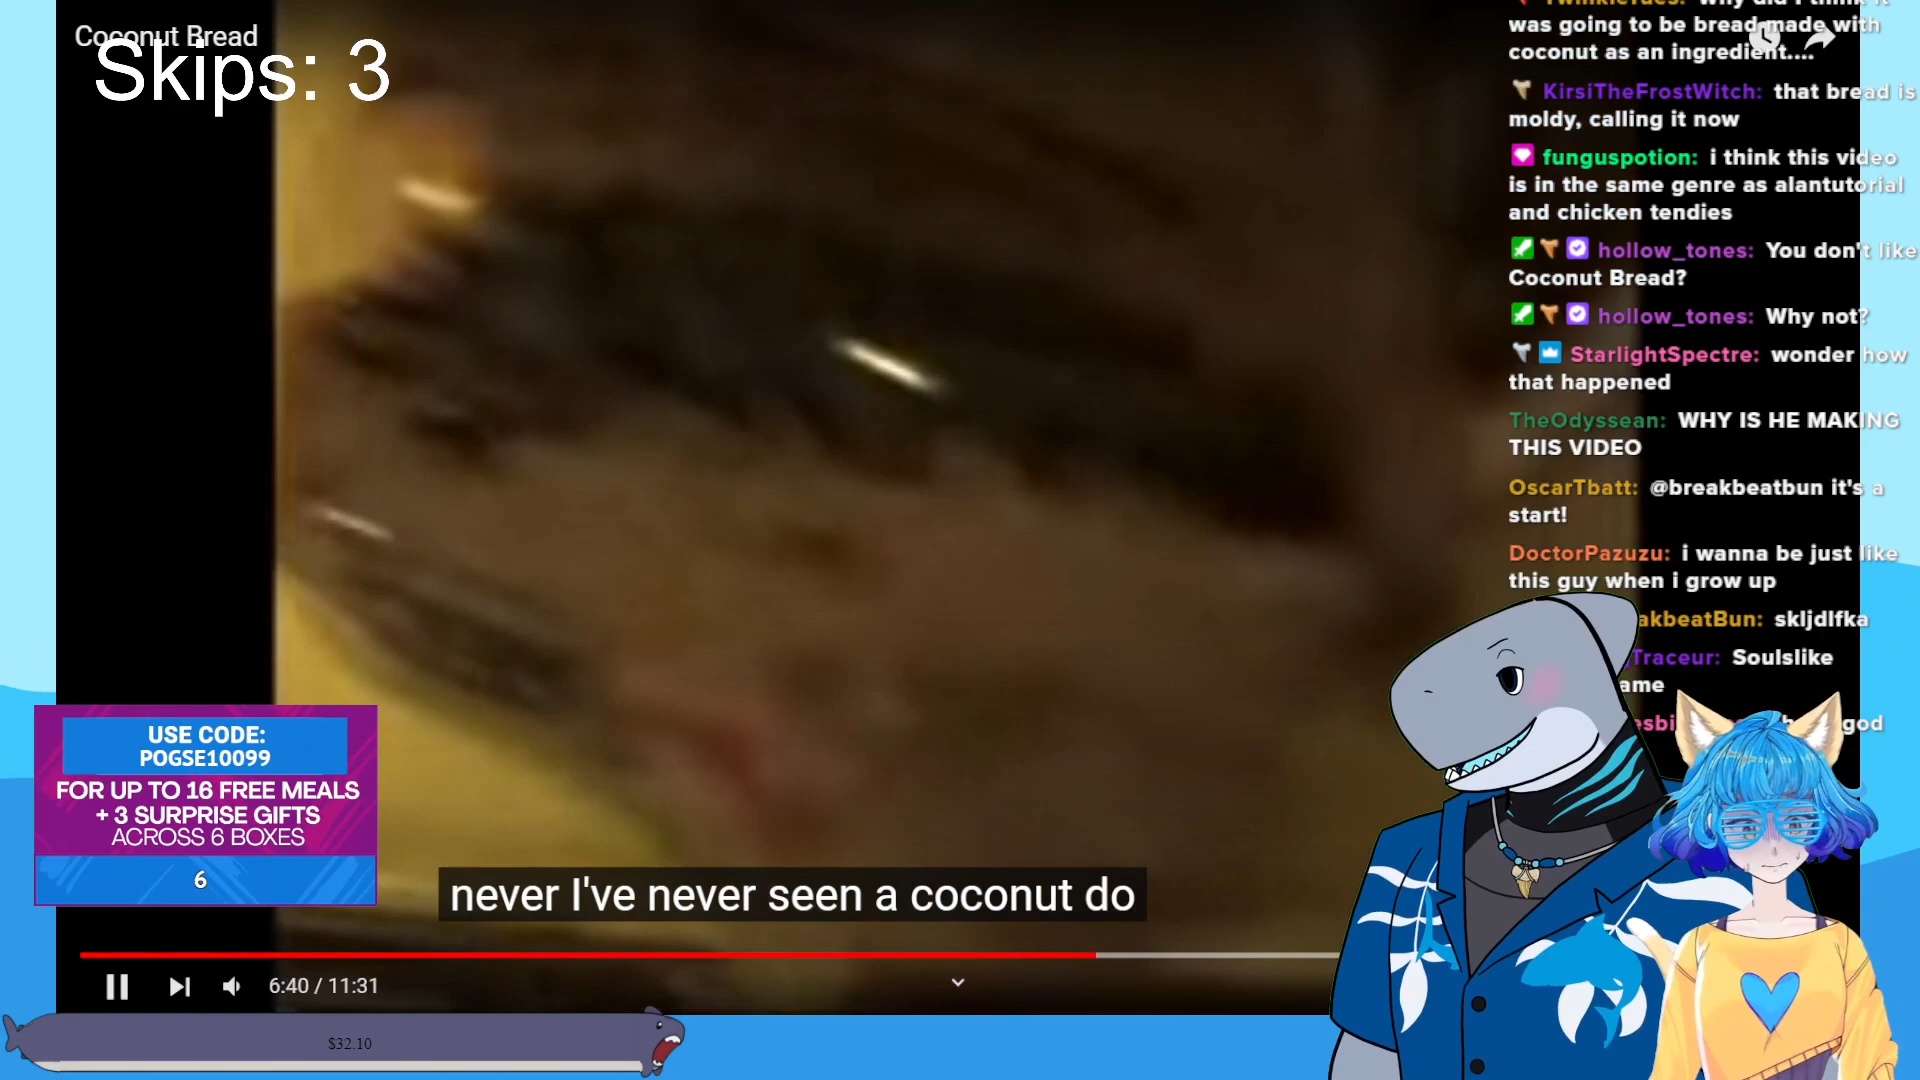 Coconut Bread
Skips: 3
was going to be bread made with
coconut as an ingredient....
KirsiTheFrostWitch: that bread is
moldy, calling it now
funguspotion: i think this video
is in the same genre as alantutorial
and chicken tendies
hollow_tones: You don't like
Coconut Bread?
hollow_tones: Why not?
StarlightSpectre: wonder how
that happened
TheOdyssean: WHY IS HE MAKING
THIS VIDEO
OscarTbatt: @breakbeatbun it's a
start!
DoctorPazuzu: i wanna be just like
this guy when i grow up
akbeatBun: skljdlfka
Traceur: Soulslike
ame
esbi
god
USE CODE:
POGSE10099
FOR UP TO 16 FREE MEALS
+ 3 SURPRISE GIFTS
ACROSS 6 BOXES
6
never I've never seen a coconut do
6:40 / 11:31
$32.10